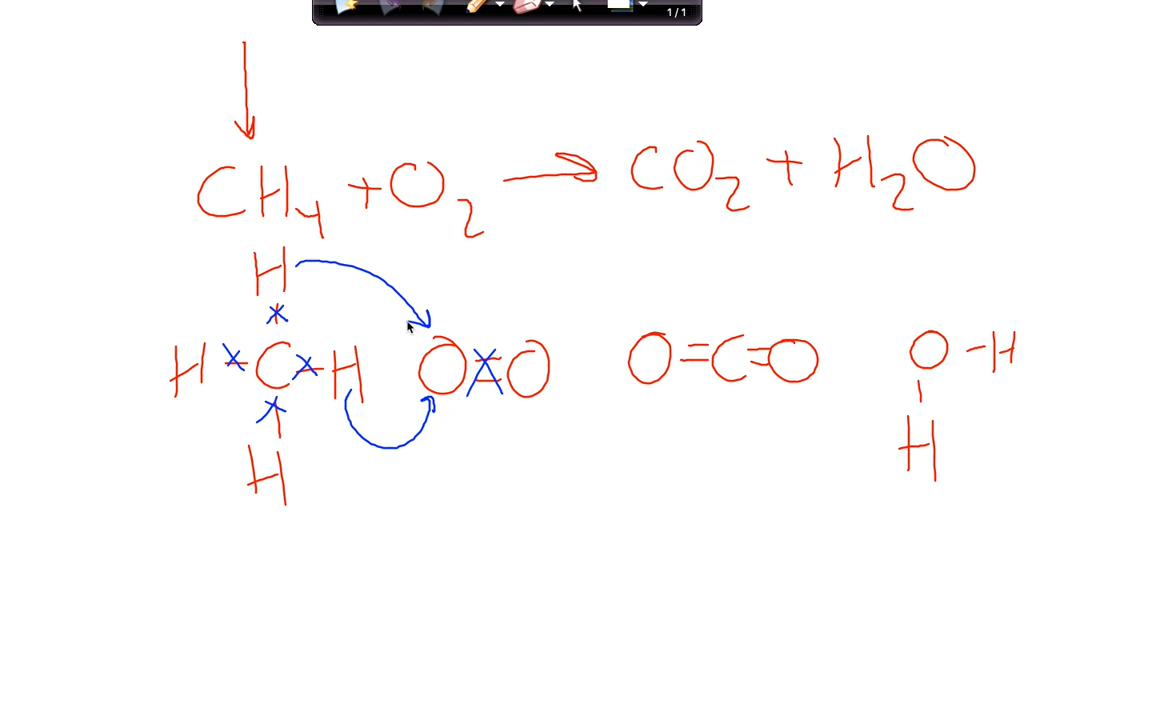 1/1
CH4 + O2 → CO2 + H2O
H
H C H O=O O=C=O O-H
H H